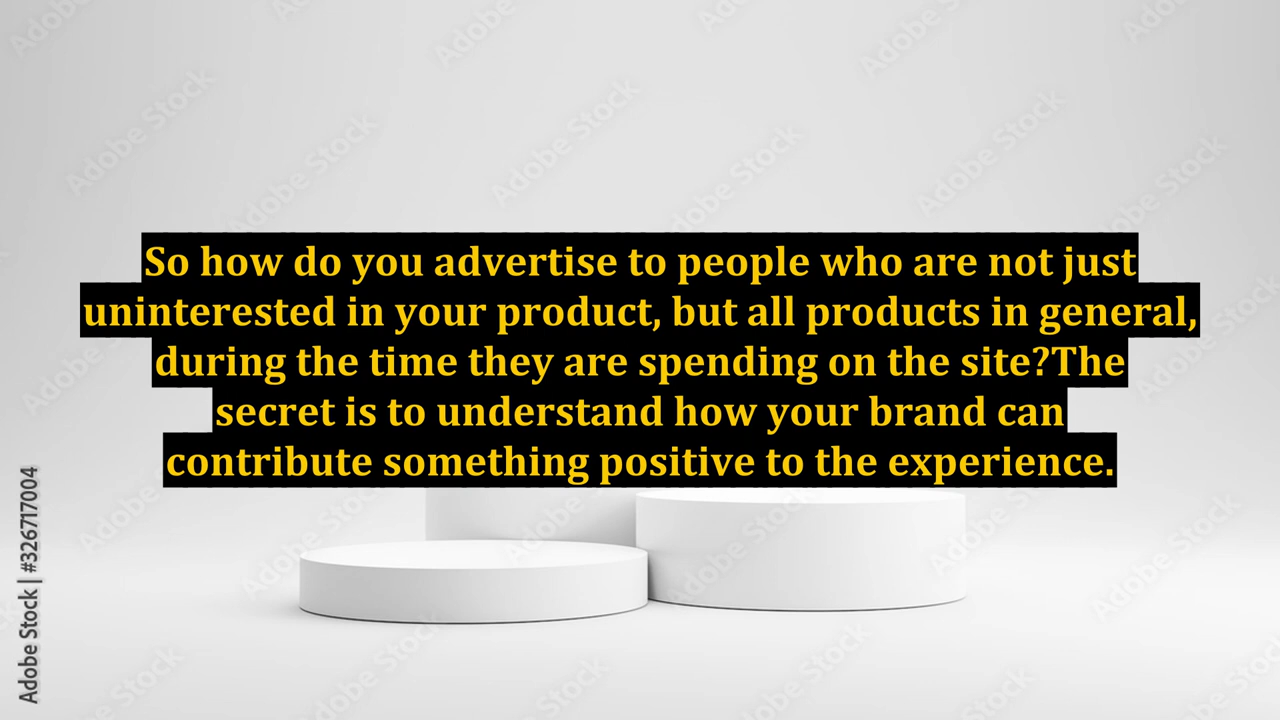 So how do you advertise to people who are not just
uninterested in your product, but all products in general,
during the time they are spending on the site?The
secret is to understand how your brand can
contribute something positive to the experience.
Adobe Stock | #326717004
Adobe Stock